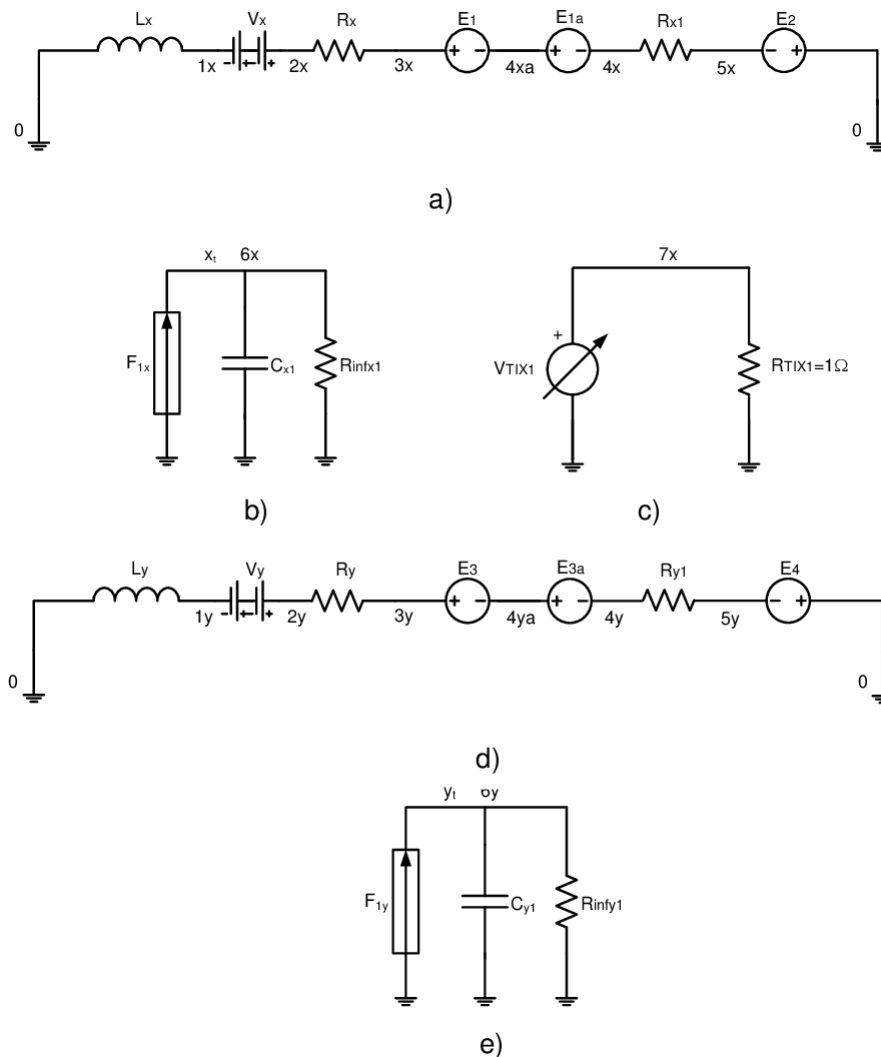 Lx Vx Rx E1 E1a Rx1 E2
1x - + - + 2x 3x + - 4xa + - 4x 5x - +
0 0
a)
xt 6x
F1x Cx1 Rinfx1
b)
7x
+
VTIX1 RTIX1=1Ω
c)
Ly Vy Ry E3 E3a Ry1 E4
1y - + - + 2y 3y + - 4ya + - 4y 5y - +
0 0
d)
yt 6y
F1y Cy1 Rinfy1
e)